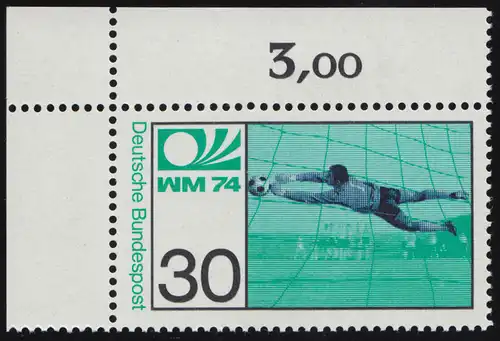 3,00
Deutsche Bundespost
WM 74
30